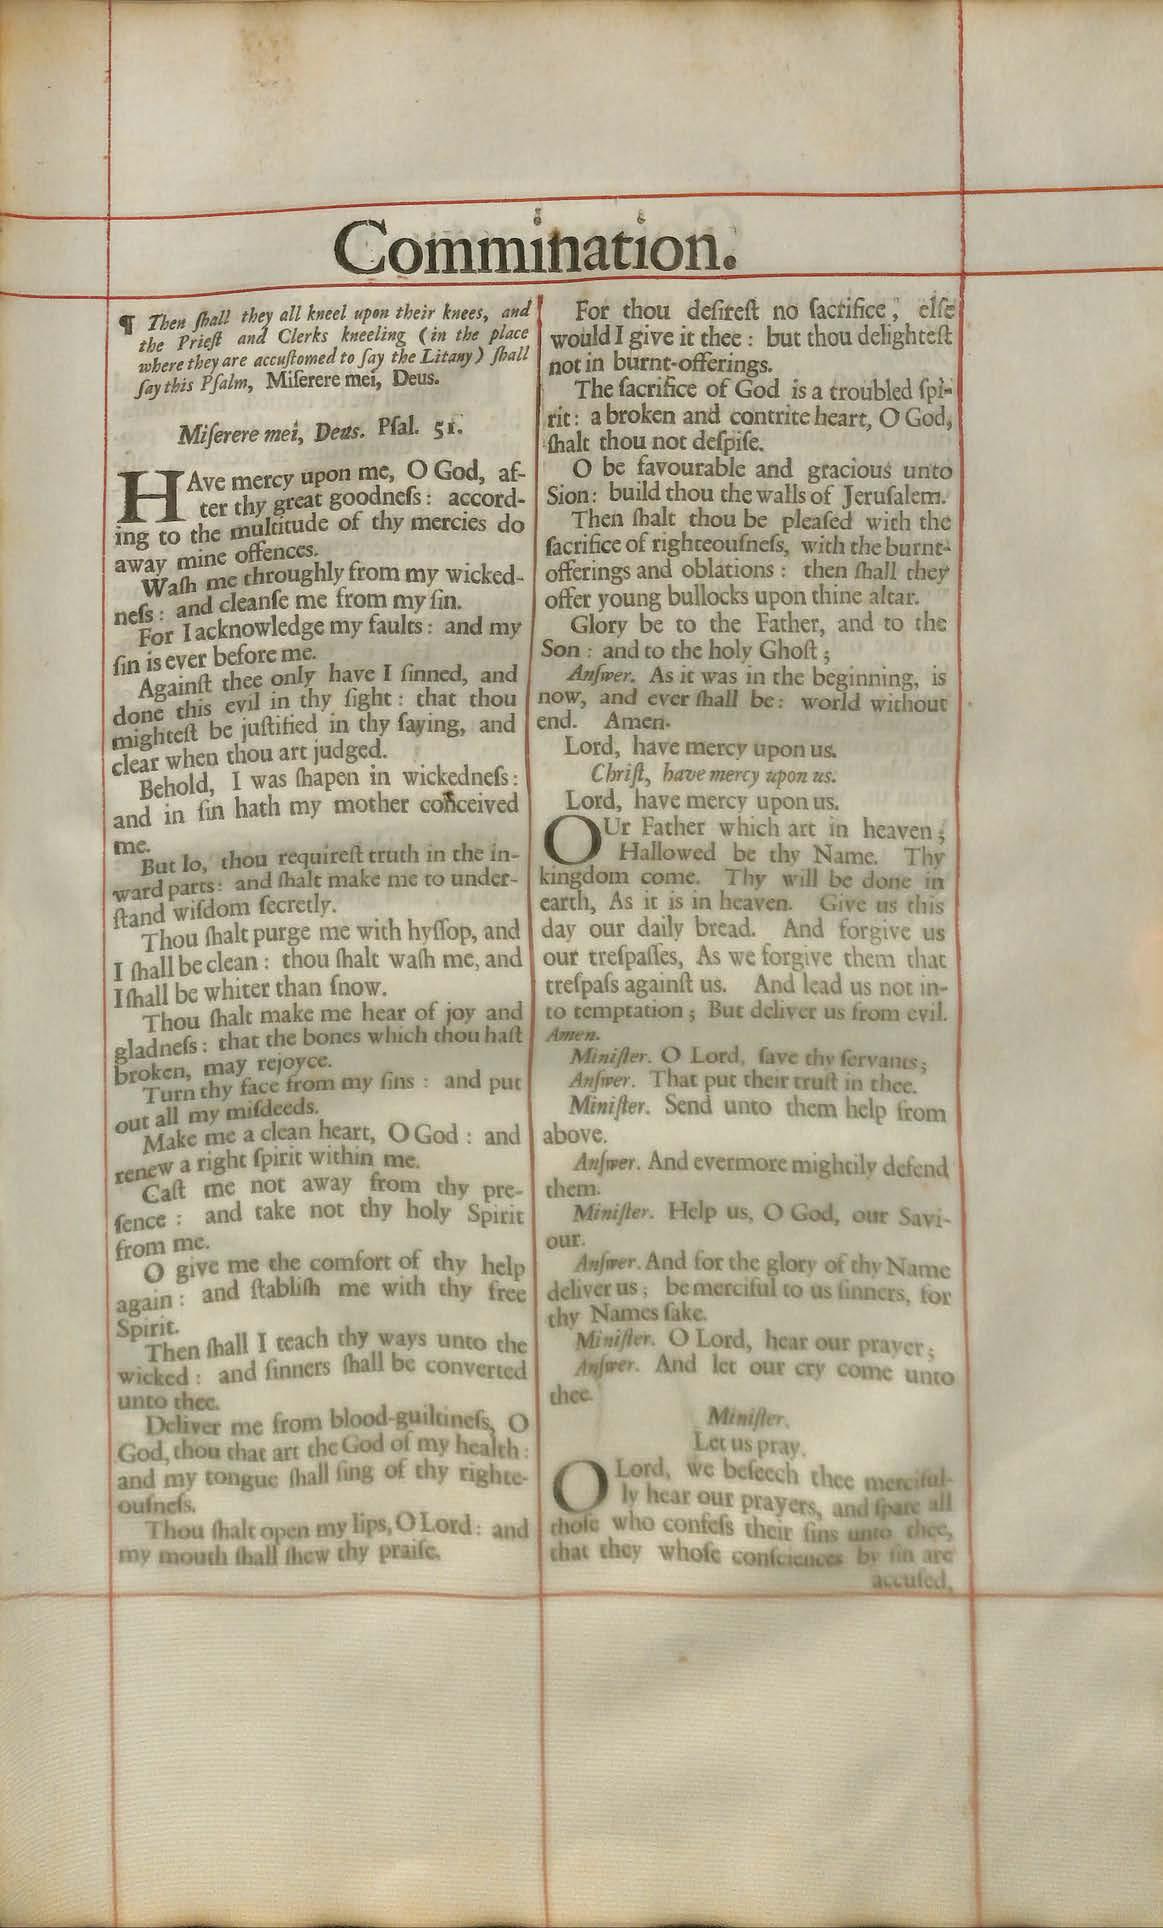 Commination.
¶ Then ſhall they all kneel upon their knees, and
the Prieſt and Clerks kneeling (in the place
where they are accuſtomed to ſay the Litany) ſhall
ſay this Pſalm, Miſerere mei, Deus.
Miſerere mei, Deus. Pſal. 51.
HAve mercy upon me, O God, af-
ter thy great goodneſs: accord-
ing to the multitude of thy mercies do
away mine offences.
Waſh me throughly from my wicked-
neſs: and cleanſe me from my ſin.
For I acknowledge my faults: and my
ſin is ever before me.
Againſt thee only have I ſinned, and
done this evil in thy ſight: that thou
mighteſt be juſtified in thy ſaying, and
clear when thou art judged.
Behold, I was ſhapen in wickedneſs:
and in ſin hath my mother conceived
me.
But lo, thou requireſt truth in the in-
ward parts: and ſhalt make me to under-
ſtand wiſdom ſecretly.
Thou ſhalt purge me with hyſſop, and
I ſhall be clean: thou ſhalt waſh me, and
I ſhall be whiter than ſnow.
Thou ſhalt make me hear of joy and
gladneſs: that the bones which thou haſt
broken, may rejoyce.
Turn thy face from my ſins: and put
out all my miſdeeds.
Make me a clean heart, O God: and
renew a right ſpirit within me.
Caſt me not away from thy pre-
ſence: and take not thy holy Spirit
from me.
O give me the comfort of thy help
again: and ſtabliſh me with thy free
Spirit.
Then ſhall I teach thy ways unto the
wicked: and ſinners ſhall be converted
unto thee.
Deliver me from blood-guiltineſs, O
God, thou that art the God of my health:
and my tongue ſhall ſing of thy righte-
ouſneſs.
Thou ſhalt open my lips, O Lord: and
my mouth ſhall ſhew thy praiſe.
For thou deſireſt no ſacrifice, elſe
would I give it thee: but thou delighteſt
not in burnt-offerings.
The ſacrifice of God is a troubled ſpi-
rit: a broken and contrite heart, O God,
ſhalt thou not deſpiſe.
O be favourable and gracious unto
Sion: build thou the walls of Jeruſalem.
Then ſhalt thou be pleaſed with the
ſacrifice of righteouſneſs, with the burnt-
offerings and oblations: then ſhall they
offer young bullocks upon thine altar.
Glory be to the Father, and to the
Son: and to the holy Ghoſt;
Anſwer. As it was in the beginning, is
now, and ever ſhall be: world without
end. Amen.
Lord, have mercy upon us.
Chriſt, have mercy upon us.
Lord, have mercy upon us.
OUr Father which art in heaven;
Hallowed be thy Name. Thy
kingdom come. Thy will be done in
earth, As it is in heaven. Give us this
day our daily bread. And forgive us
our treſpaſſes, As we forgive them that
treſpaſs againſt us. And lead us not in-
to temptation; But deliver us from evil.
Amen.
Miniſter. O Lord, ſave thy ſervants;
Anſwer. That put their truſt in thee.
Miniſter. Send unto them help from
above.
Anſwer. And evermore mightily defend
them.
Miniſter. Help us, O God, our Savi-
our.
Anſwer. And for the glory of thy Name
deliver us; be merciful to us ſinners, for
thy Names ſake.
Miniſter. O Lord, hear our prayer;
Anſwer. And let our cry come unto
thee.
Miniſter.
Let us pray.
O Lord, we beſeech thee merciful-
ly hear our prayers, and ſpare all
thoſe who confeſs their ſins unto thee,
that they whoſe conſciences by ſin are
accuſed,